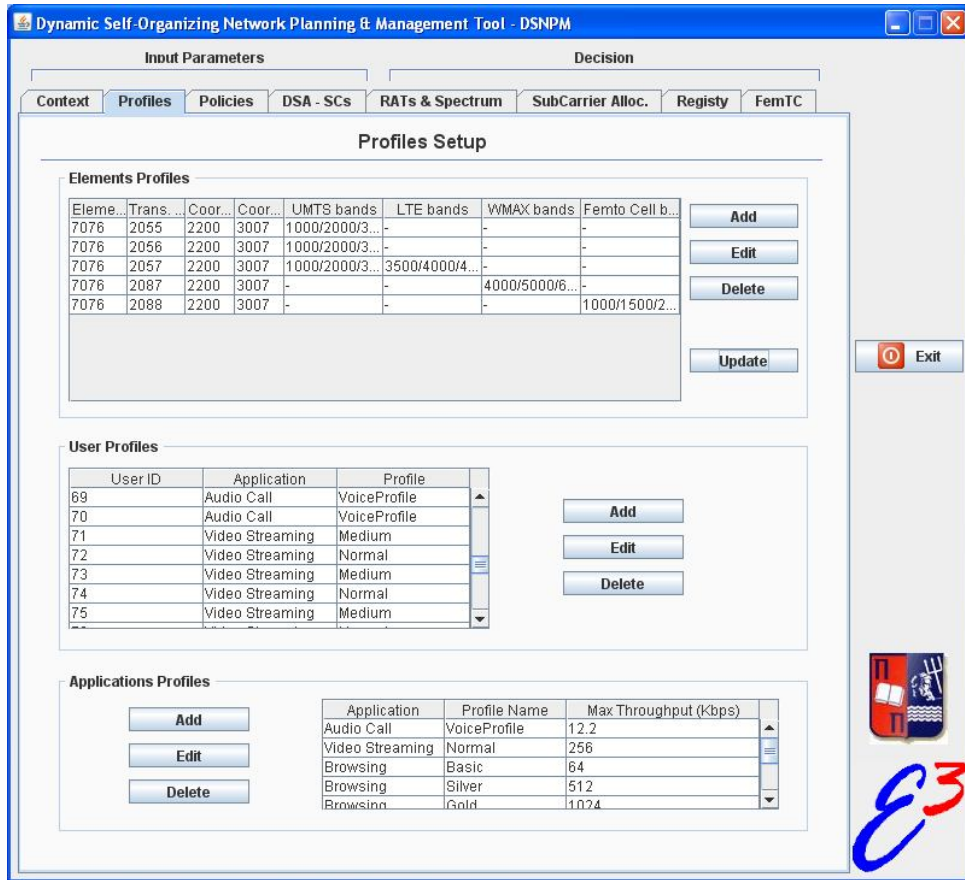 Dynamic Self-Organizing Network Planning & Management Tool - DSNPM
Input Parameters Decision
Context Profiles Policies DSA - SCs RATs & Spectrum SubCarrier Alloc. Registy FemTC
Profiles Setup
Elements Profiles
Eleme... Trans. ... Coor... Coor... UMTS bands LTE bands WMAX bands Femto Cell b...
7076 2055 2200 3007 1000/2000/3... - - -
7076 2056 2200 3007 1000/2000/3... - - -
7076 2057 2200 3007 1000/2000/3... 3500/4000/4... - -
7076 2087 2200 3007 - - 4000/5000/6... -
7076 2088 2200 3007 - - - 1000/1500/2...
Add
Edit
Delete
Update
Exit
User Profiles
User ID Application Profile
69 Audio Call VoiceProfile
70 Audio Call VoiceProfile
71 Video Streaming Medium
72 Video Streaming Normal
73 Video Streaming Medium
74 Video Streaming Normal
75 Video Streaming Medium
Add
Edit
Delete
Applications Profiles
Add
Edit
Delete
Application Profile Name Max Throughput (Kbps)
Audio Call VoiceProfile 12.2
Video Streaming Normal 256
Browsing Basic 64
Browsing Silver 512
Browsing Gold 1024
Π
Π
E3